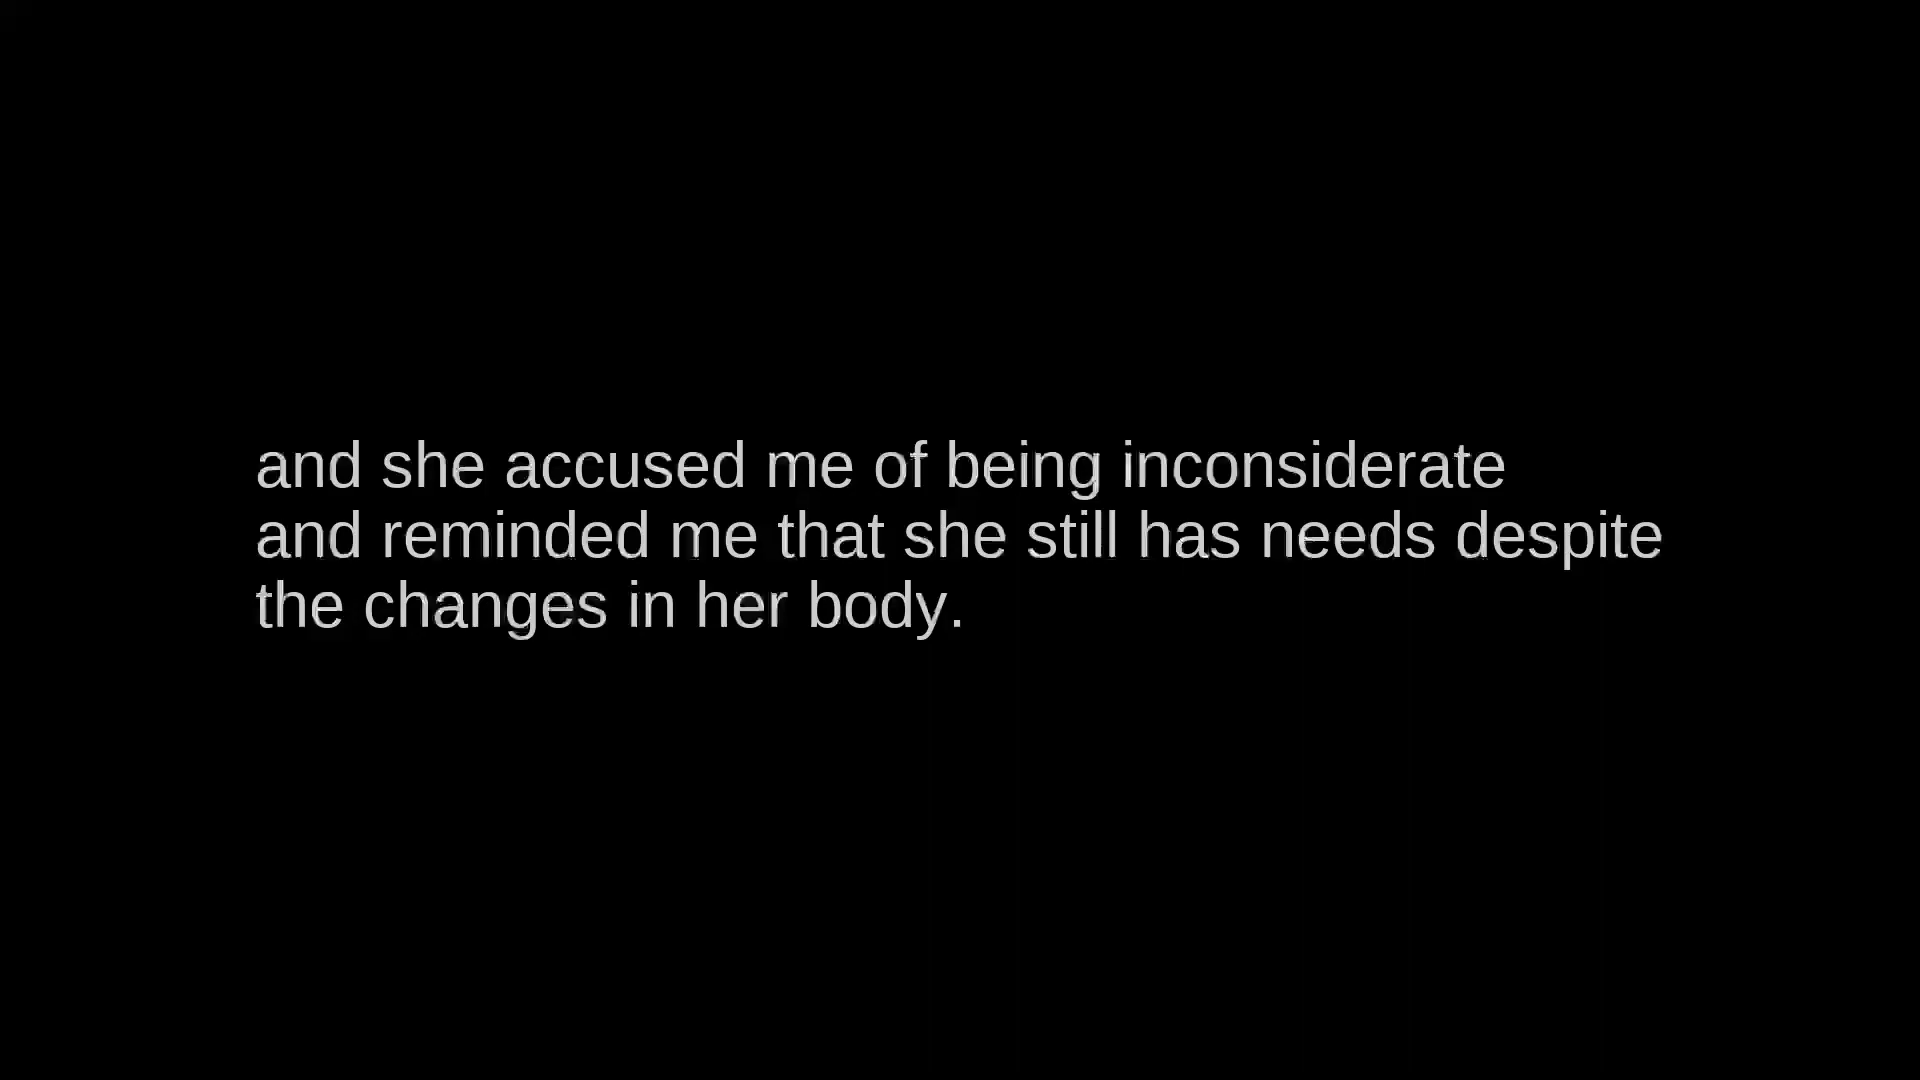 and she accused me of being inconsiderate
and reminded me that she still has needs despite
the changes in her body.